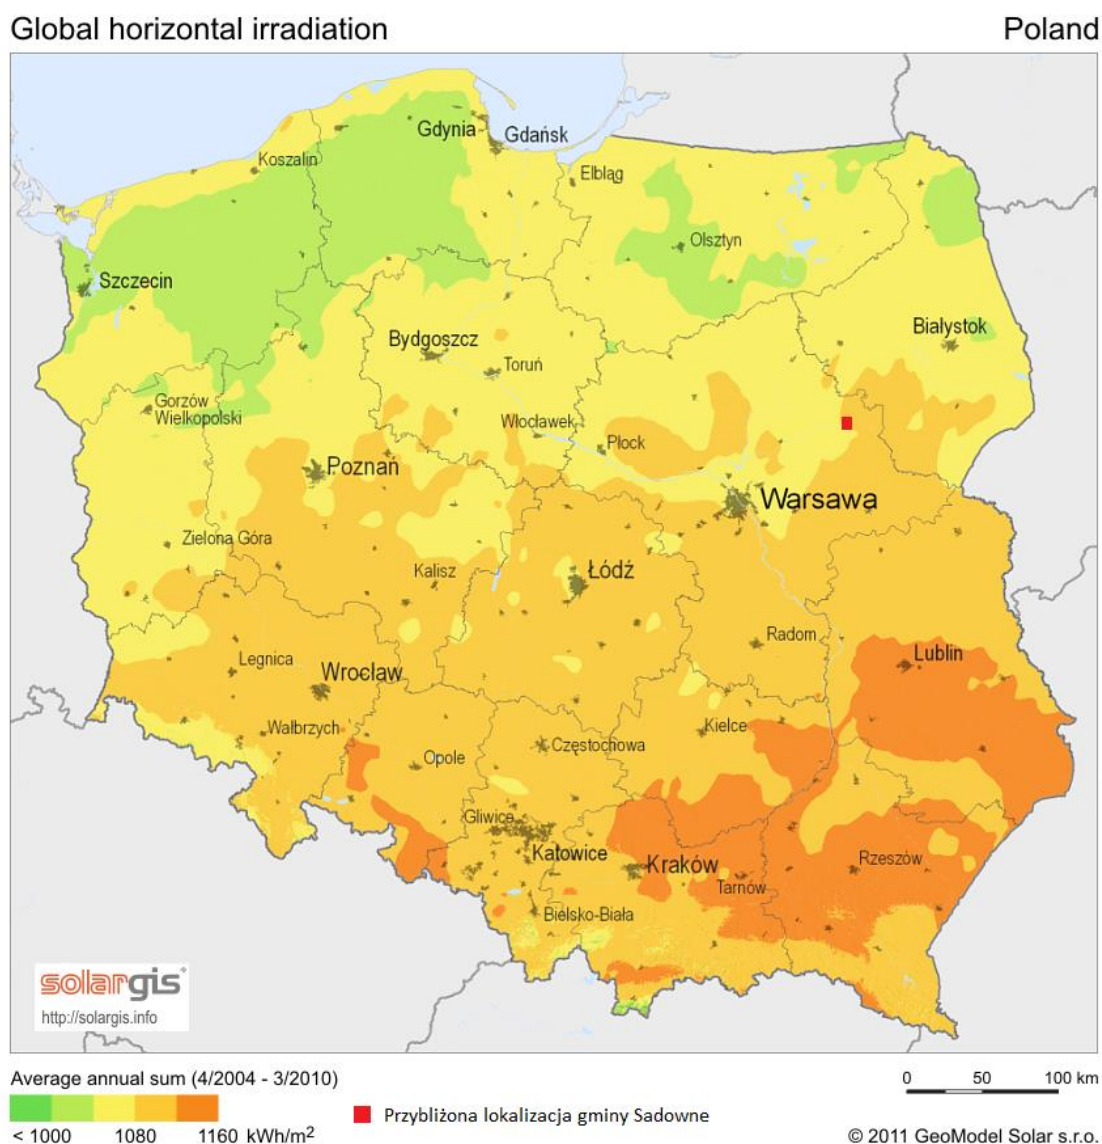 Global horizontal irradiation
Poland
Gdynia
Gdańsk
Koszalin
Elbląg
Olsztyn
Szczecin
Białystok
Bydgoszcz
Toruń
Gorzów
Wielkopolski
Włocławek
Płock
Poznan
Warsawa
Zielona Góra
Kalisz
Łódź
Radom
Legnica
Wrocław
Lublin
Wałbrzych
Kielce
Opole
Częstochowa
Gliwice
Katowice
Kraków
Rzeszów
Tarnów
Bielsko-Biała
solargis
http://solargis.info
Average annual sum (4/2004 - 3/2010)
0 50 100 km
Przybliżona lokalizacja gminy Sadowne
< 1000 1080 1160 kWh/m²
© 2011 GeoModel Solar s.r.o.